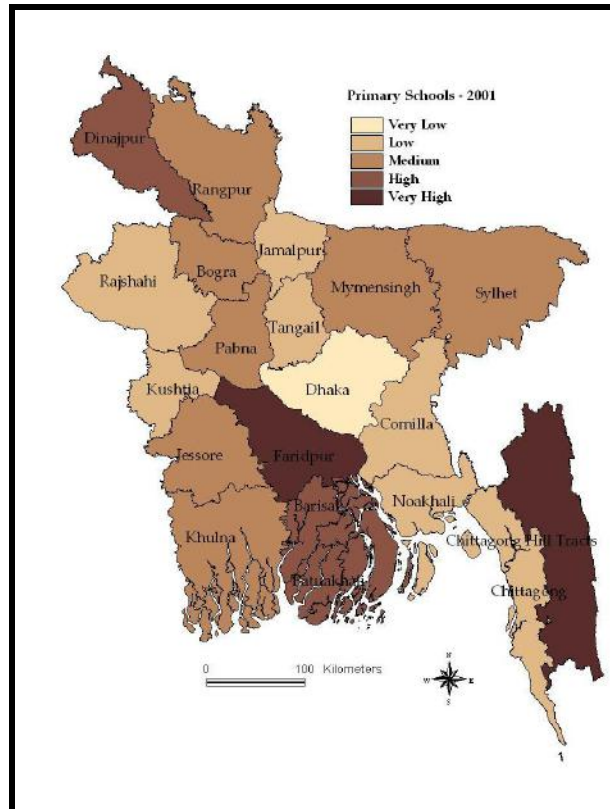 Primary Schools - 2001
Very Low
Low
Medium
High
Very High
Dinajpur
Rangpur
Jamalpur
Bogra
Rajshahi
Mymensingh
Sylhet
Tangail
Pabna
Kushtia
Dhaka
Comilla
Jessore
Faridpur
Noakhali
Barisal
Khulna
Chittagong Hill Tracts
Patuakhali
Chittagong
0 100 Kilometers
N
W E
S
1